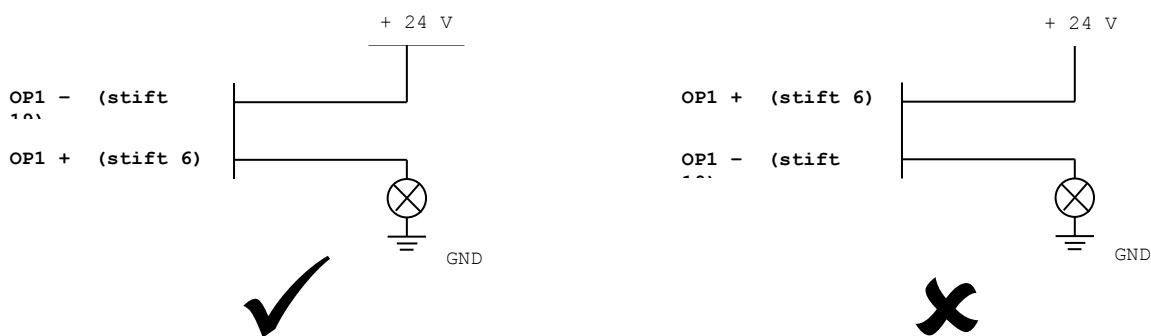 + 24 V
OP1 - (stift
OP1 + (stift 6)
GND
+ 24 V
OP1 + (stift 6)
OP1 - (stift
GND